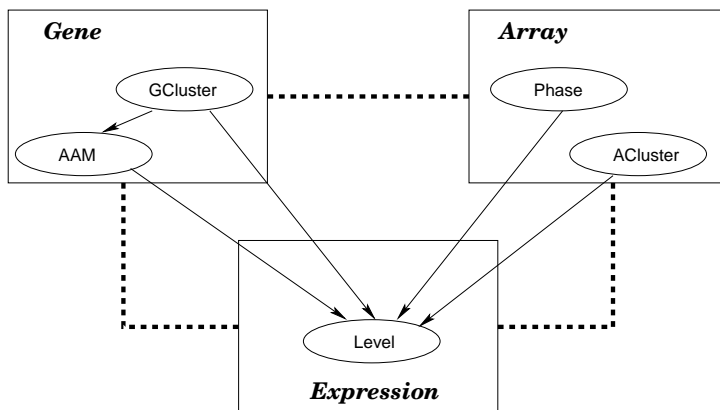 Gene
Array
GCluster
Phase
AAM
ACluster
Level
Expression